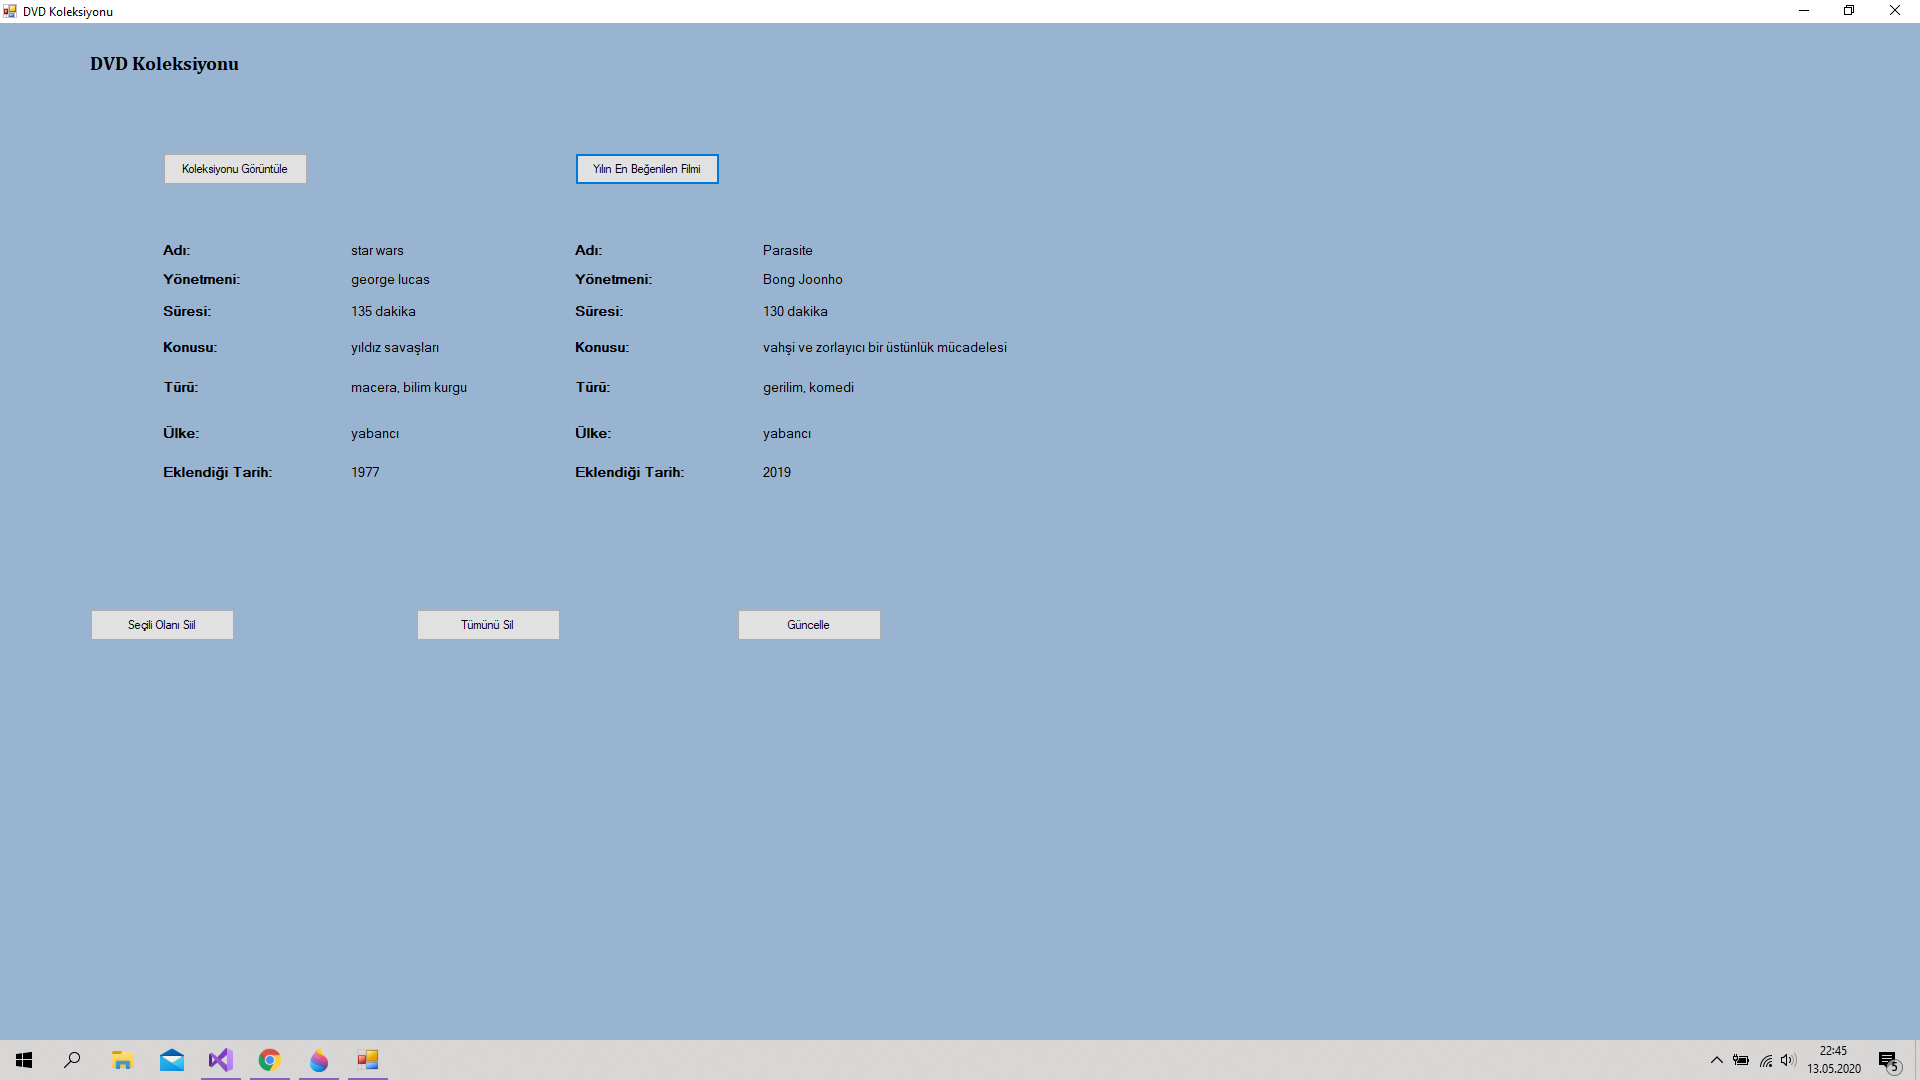 DVD Koleksiyonu
DVD Koleksiyonu
Koleksiyonu Görüntüle
Yılın En Beğenilen Filmi
Adı: star wars Adı: Parasite
Yönetmeni: george lucas Yönetmeni: Bong Joonho
Süresi: 135 dakika Süresi: 130 dakika
Konusu: yıldız savaşları Konusu: vahşi ve zorlayıcı bir üstünlük mücadelesi
Türü: macera, bilim kurgu Türü: gerilim, komedi
Ülke: yabancı Ülke: yabancı
Eklendiği Tarih: 1977 Eklendiği Tarih: 2019
Seçili Olanı Siil
Tümünü Sil
Güncelle
22:45
13.05.2020
5